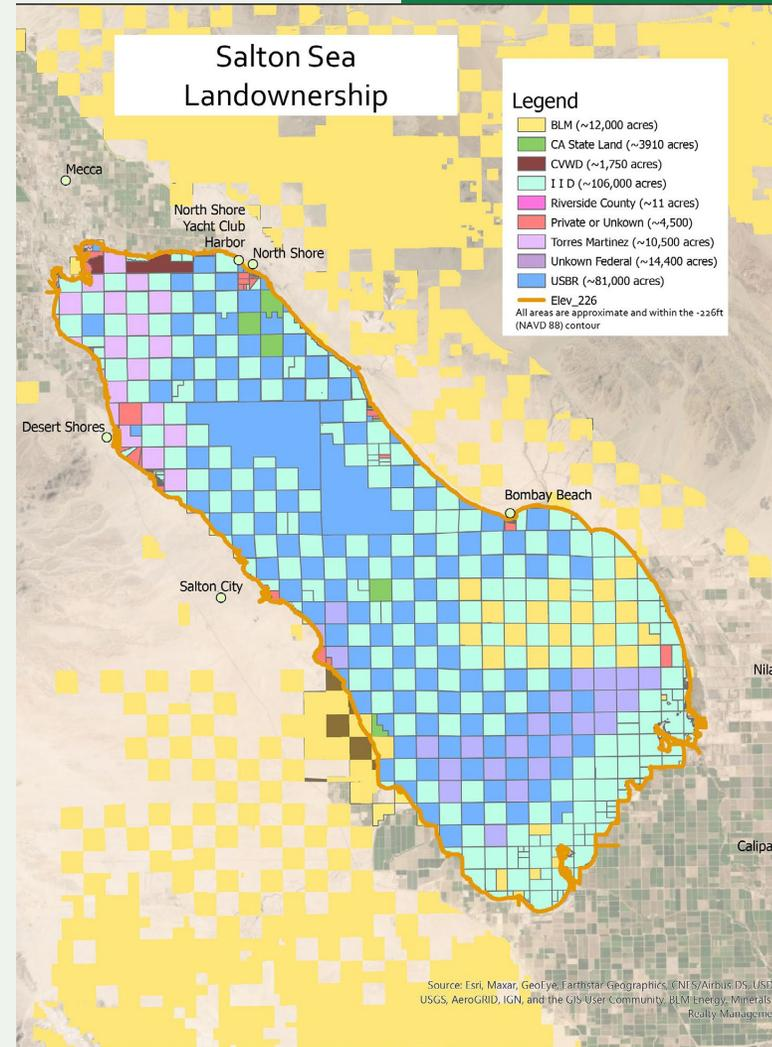 Salton Sea
Landownership
Legend
BLM (~12,000 acres)
CA State Land (~3910 acres)
CVWD (~1,750 acres)
I I D (~106,000 acres)
Riverside County (~11 acres)
Private or Unkown (~4,500)
Torres Martinez (~10,500 acres)
Unkown Federal (~14,400 acres)
USBR (~81,000 acres)
Elev_226
All areas are approximate and within the -226ft
(NAVD 88) contour
Mecca
North Shore
Yacht Club
Harbor
North Shore
Desert Shores
Bombay Beach
Salton City
Nila
Calipa
Source: Esri, Maxar, GeoEye, Earthstar Geographics, CNES/Airbus DS, USD
USGS, AeroGRID, IGN, and the GIS User Community, BLM Energy, Minerals
Realty Manageme